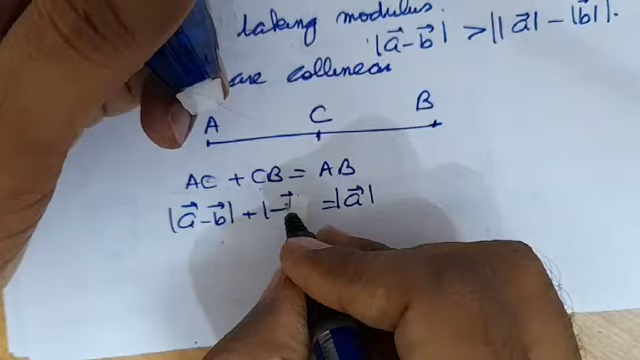 taking modulus.
|a⃗-b⃗| > ||a⃗| - |b⃗||.
are collinear
A C B
AC + CB = AB
|a⃗-b⃗| + |-⃗ = |a⃗|